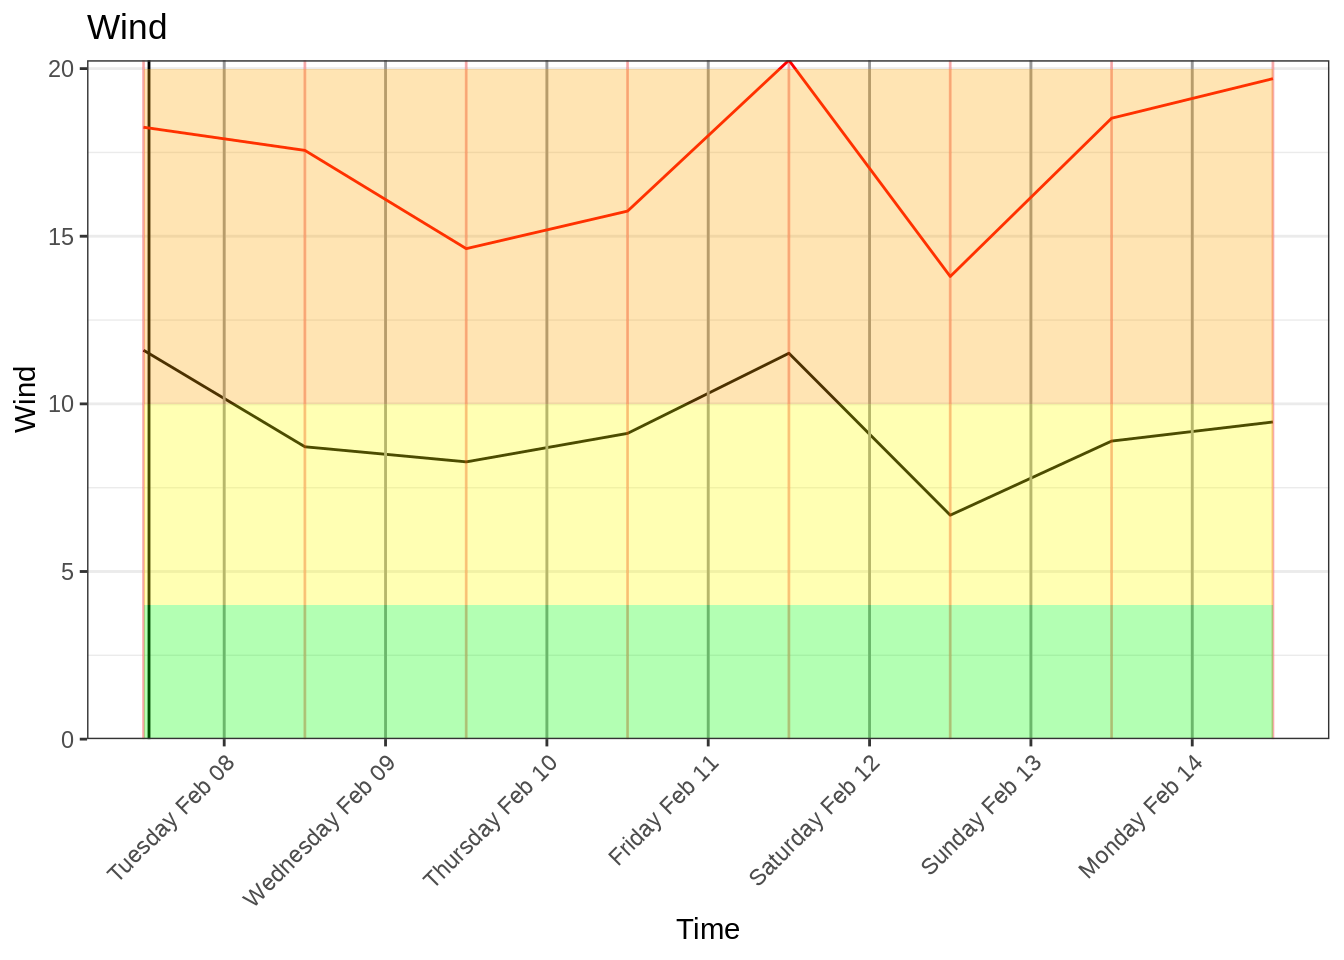 Wind
20
15
10
5
0
Wind
Tuesday Feb 08
Wednesday Feb 09
Thursday Feb 10
Friday Feb 11
Saturday Feb 12
Sunday Feb 13
Monday Feb 14
Time